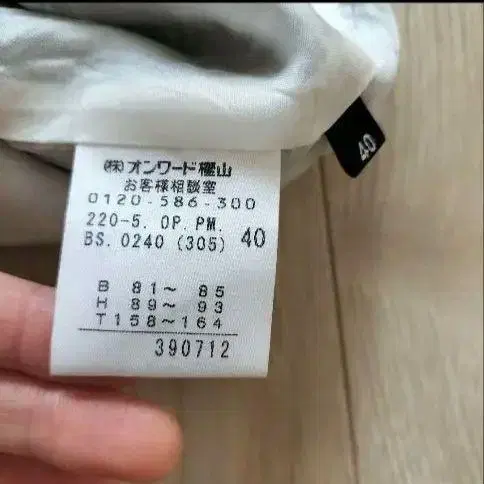 ㈱オンワード樫山
お客様相談室
0120-586-300
220-5. OP. PM.
BS. 0240 (305) 40
B 81～ 85
H 89～ 93
T158～164
390712
40